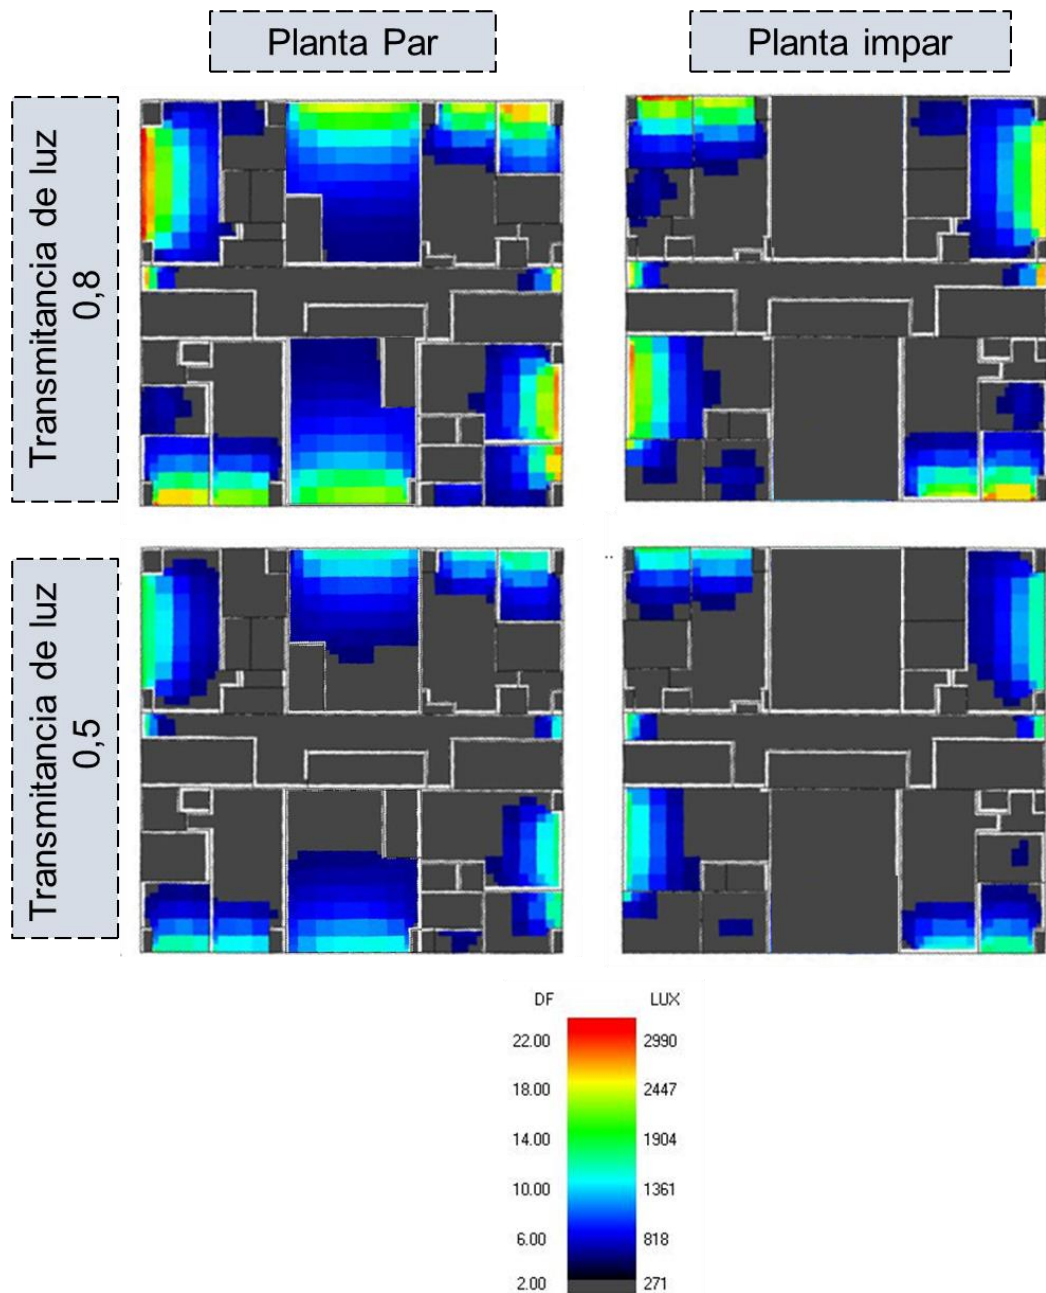 Planta Par
Planta impar
Transmitancia de luz
0,8
Transmitancia de luz
0,5
DF
LUX
22.00
2990
18.00
2447
14.00
1904
10.00
1361
6.00
818
2.00
271